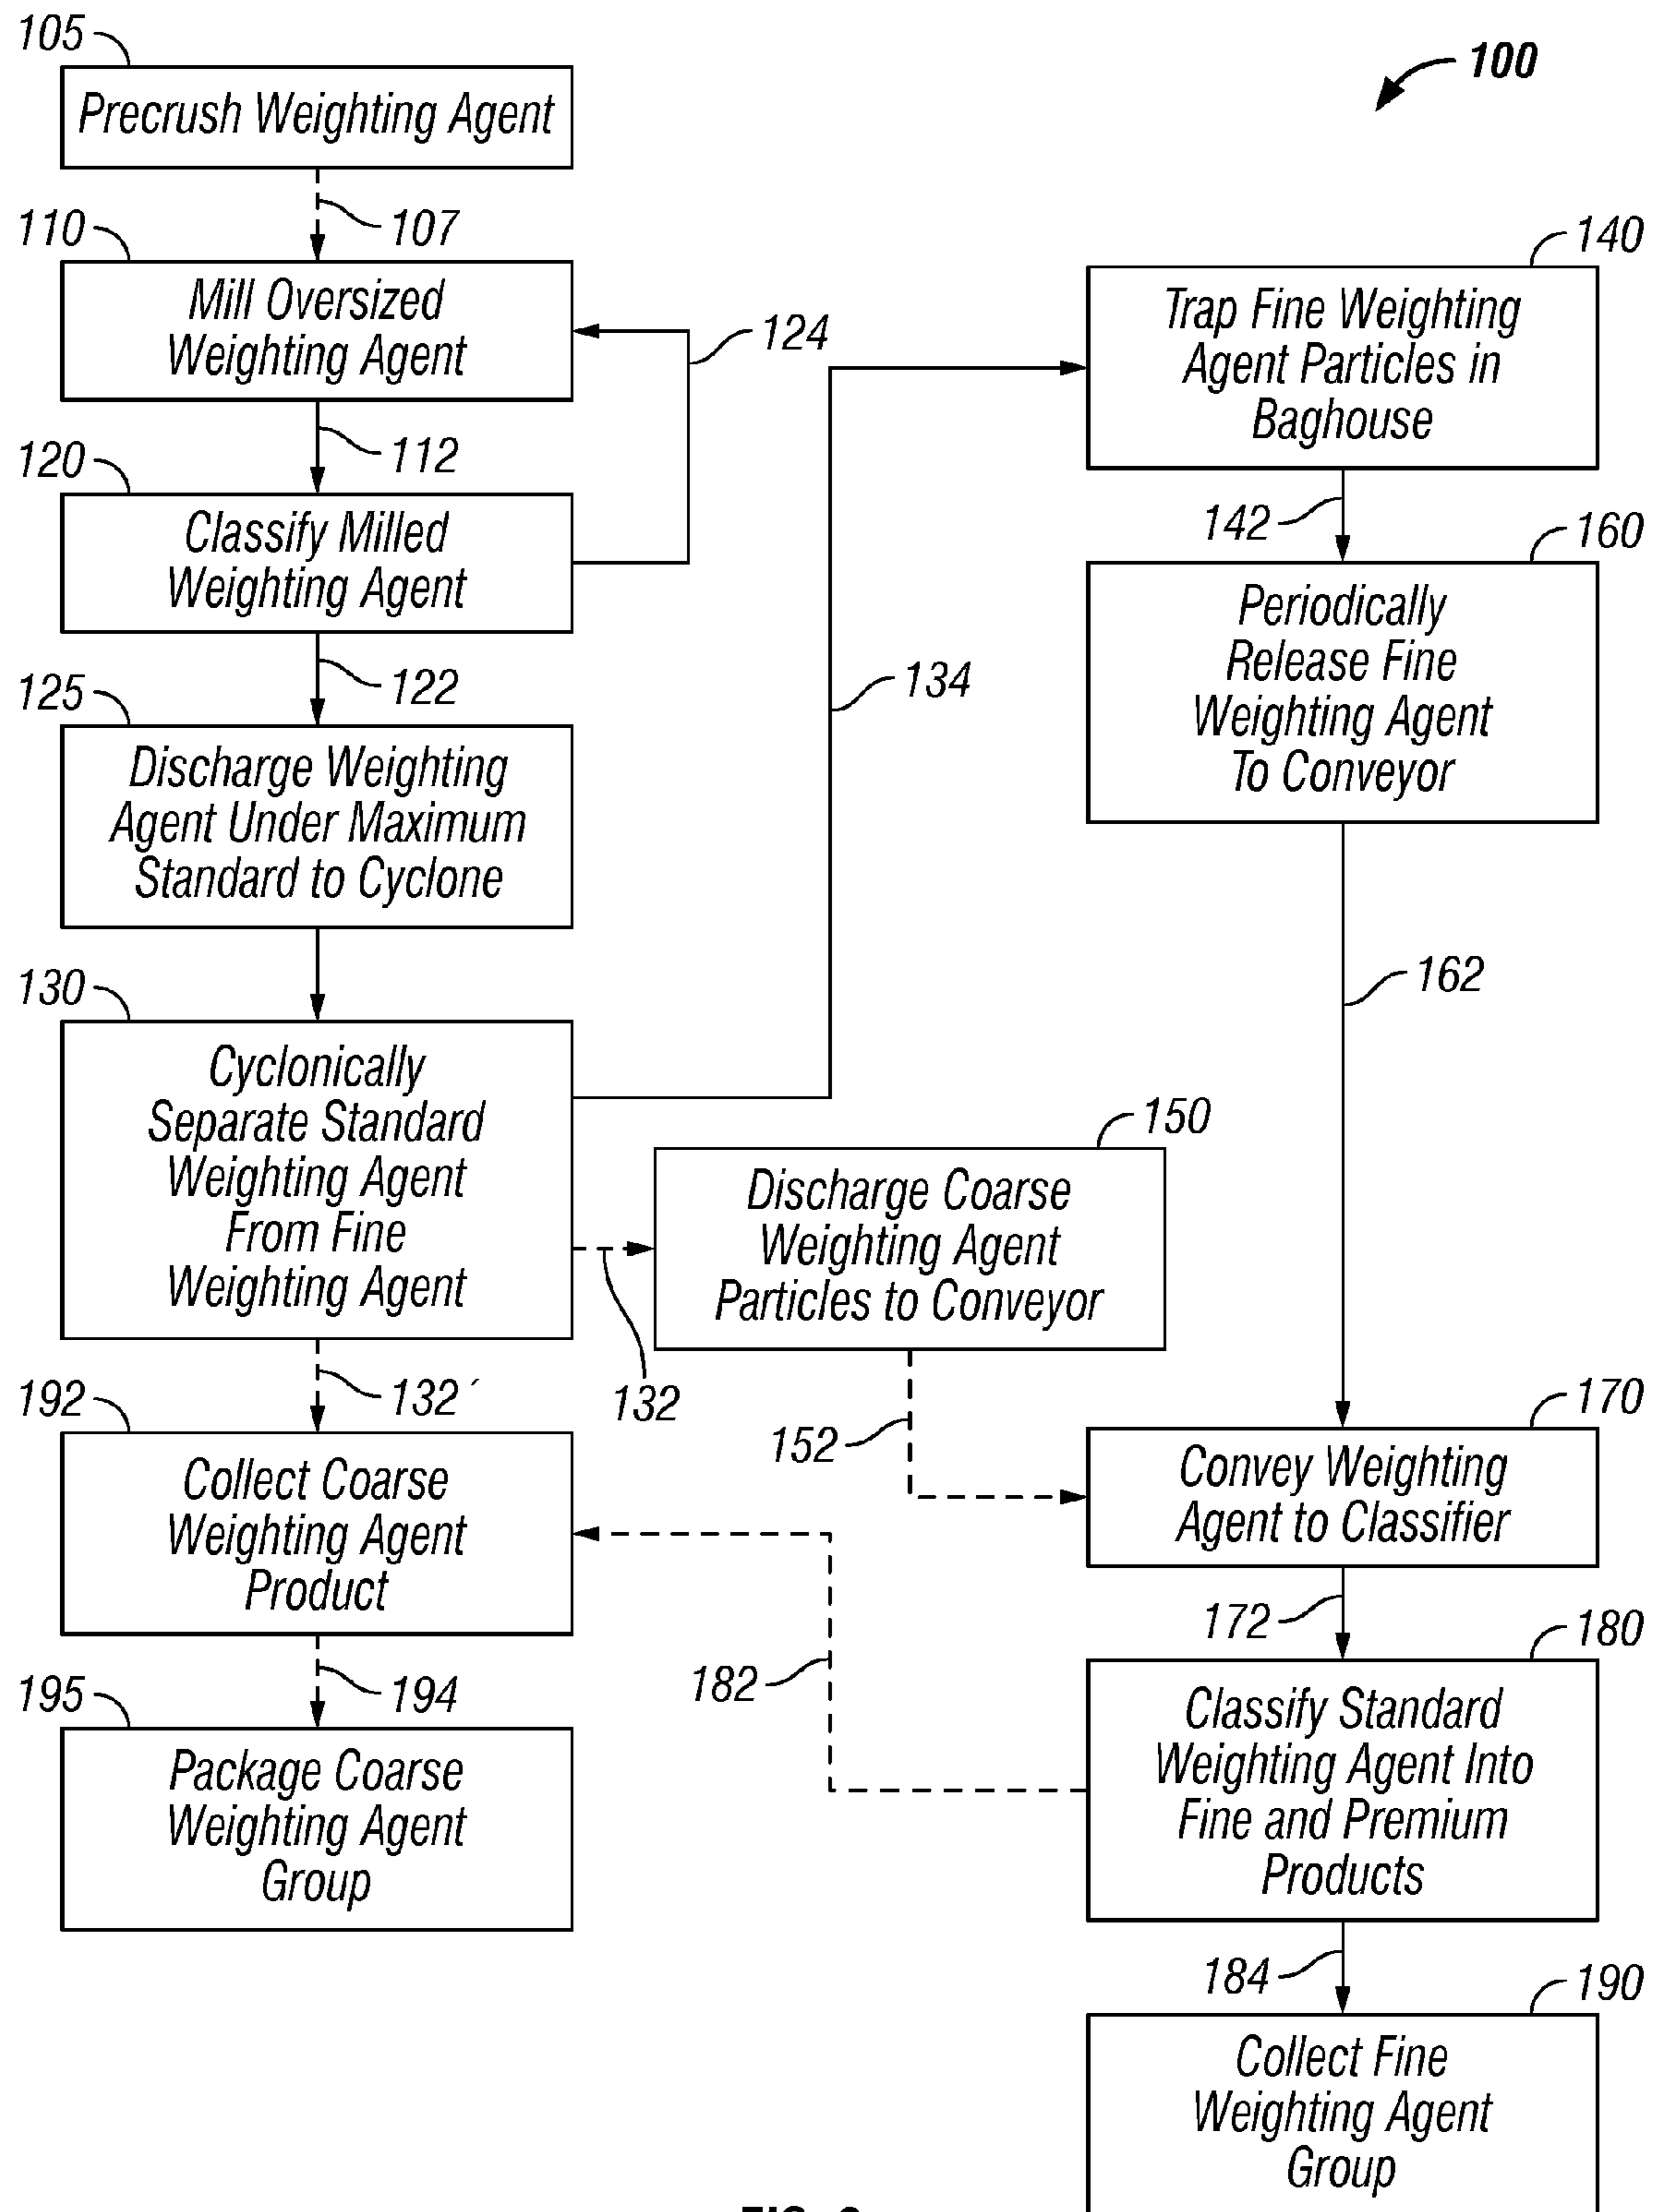 100
105
Precrush Weighting Agent
107
110
Mill Oversized
Weighting Agent
124
112
120
Classify Milled
Weighting Agent
122
125
Discharge Weighting
Agent Under Maximum
Standard to Cyclone
130
Cyclonically
Separate Standard
Weighting Agent
From Fine
Weighting Agent
134
132
132´
150
Discharge Coarse
Weighting Agent
Particles to Conveyor
152
192
Collect Coarse
Weighting Agent
Product
182
194
195
Package Coarse
Weighting Agent
Group
140
Trap Fine Weighting
Agent Particles in
Baghouse
142
160
Periodically
Release Fine
Weighting Agent
To Conveyor
162
170
Convey Weighting
Agent to Classifier
172
180
Classify Standard
Weighting Agent Into
Fine and Premium
Products
184
190
Collect Fine
Weighting Agent
Group